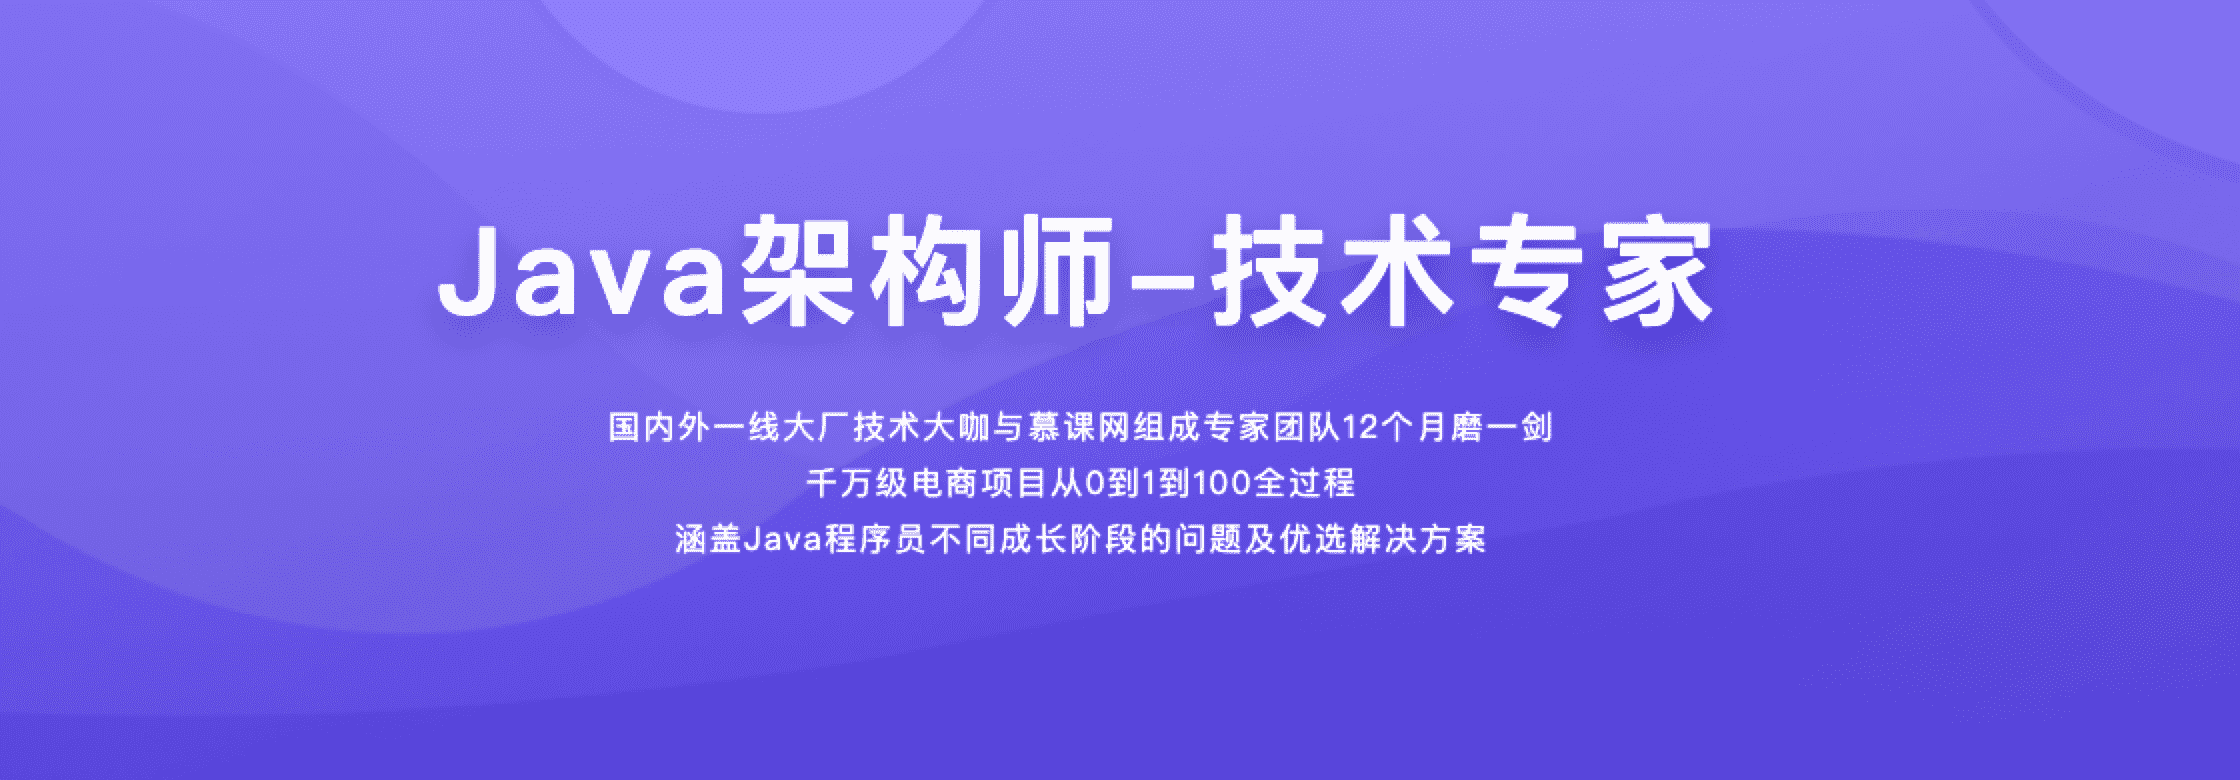 Java架构师-技术专家
国内外一线大厂技术大咖与慕课网组成专家团队12个月磨一剑
千万级电商项目从0到1到100全过程
涵盖Java程序员不同成长阶段的问题及优选解决方案